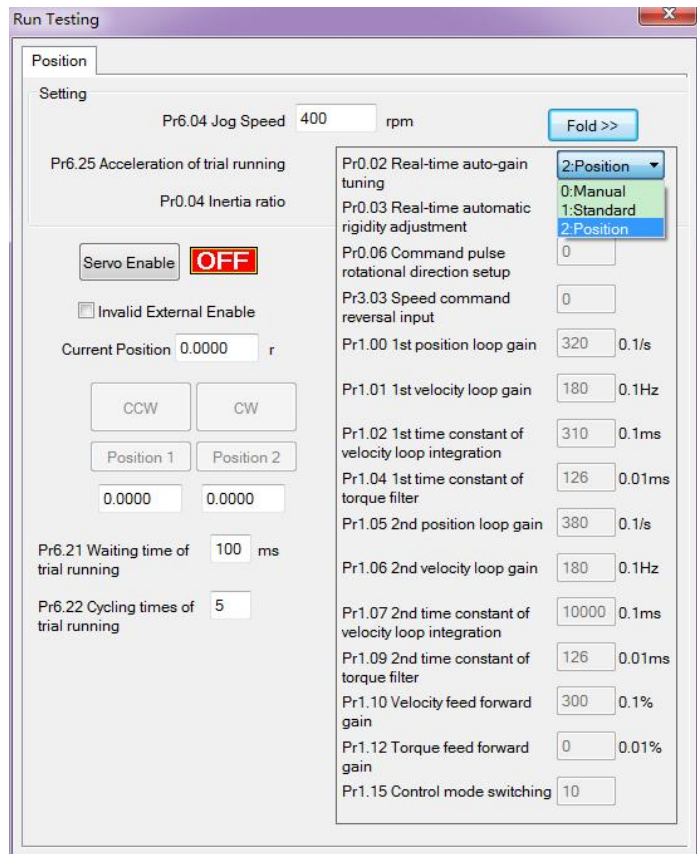 Run Testing
Position
Setting
Pr6.04 Jog Speed 400 rpm
Fold >>
Pr6.25 Acceleration of trial running
Pr0.04 Inertia ratio
Servo Enable OFF
Invalid External Enable
Current Position 0.0000 r
CCW CW
Position 1 Position 2
0.0000 0.0000
Pr6.21 Waiting time of 100 ms
trial running
Pr6.22 Cycling times of 5
trial running
Pr0.02 Real-time auto-gain 2:Position
tuning
0:Manual
1:Standard
2:Position
Pr0.03 Real-time automatic
rigidity adjustment
Pr0.06 Command pulse 0
rotational direction setup
Pr3.03 Speed command 0
reversal input
Pr1.00 1st position loop gain 320 0.1/s
Pr1.01 1st velocity loop gain 180 0.1Hz
Pr1.02 1st time constant of 310 0.1ms
velocity loop integration
Pr1.04 1st time constant of 126 0.01ms
torque filter
Pr1.05 2nd position loop gain 380 0.1/s
Pr1.06 2nd velocity loop gain 180 0.1Hz
Pr1.07 2nd time constant of 10000 0.1ms
velocity loop integration
Pr1.09 2nd time constant of 126 0.01ms
torque filter
Pr1.10 Velocity feed forward 300 0.1%
gain
Pr1.12 Torque feed forward 0 0.01%
gain
Pr1.15 Control mode switching 10